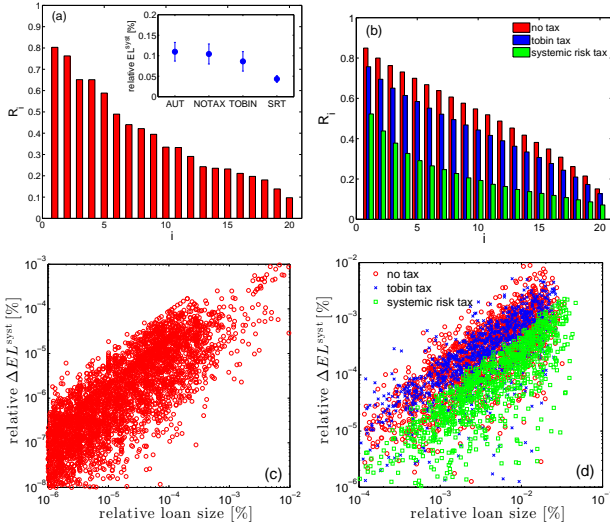 (a)
relative EL^syst [%]
0.2
0.15
0.1
0.05
0
AUT NOTAX TOBIN SRT
R_i
1
0.8
0.6
0.4
0.2
0
0 5 10 15 20
i
(b)
no tax
tobin tax
systemic risk tax
R_i
1
0.8
0.6
0.4
0.2
0
0 5 10 15 20
i
relative ΔEL^syst [%]
10^-3
10^-4
10^-5
10^-6
10^-7
10^-8
10^-6 10^-5 10^-4 10^-3 10^-2
relative loan size [%]
(c)
no tax
tobin tax
systemic risk tax
relative ΔEL^syst [%]
10^-2
10^-3
10^-4
10^-5
10^-6
10^-4 10^-3 10^-2
relative loan size [%]
(d)